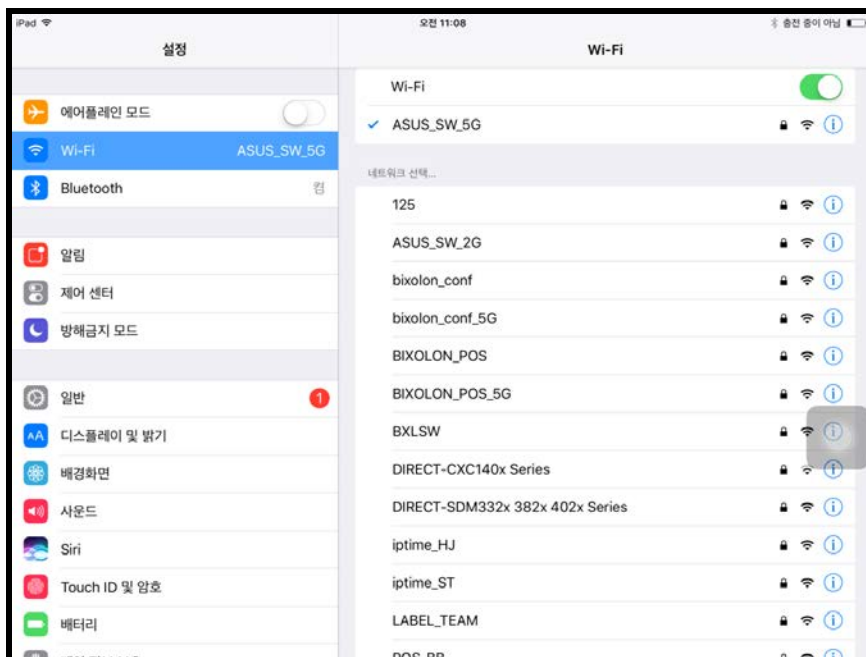 iPad 오전 11:08 충전 중이 아님
설정
에어플레인 모드
Wi-Fi ASUS_SW_5G
Bluetooth 켬
알림
제어 센터
방해금지 모드
일반 1
디스플레이 및 밝기
배경화면
사운드
Siri
Touch ID 및 암호
배터리
Wi-Fi
Wi-Fi
ASUS_SW_5G
네트워크 선택...
125
ASUS_SW_2G
bixolon_conf
bixolon_conf_5G
BIXOLON_POS
BIXOLON_POS_5G
BXLSW
DIRECT-CXC140x Series
DIRECT-SDM332x 382x 402x Series
iptime_HJ
iptime_ST
LABEL_TEAM